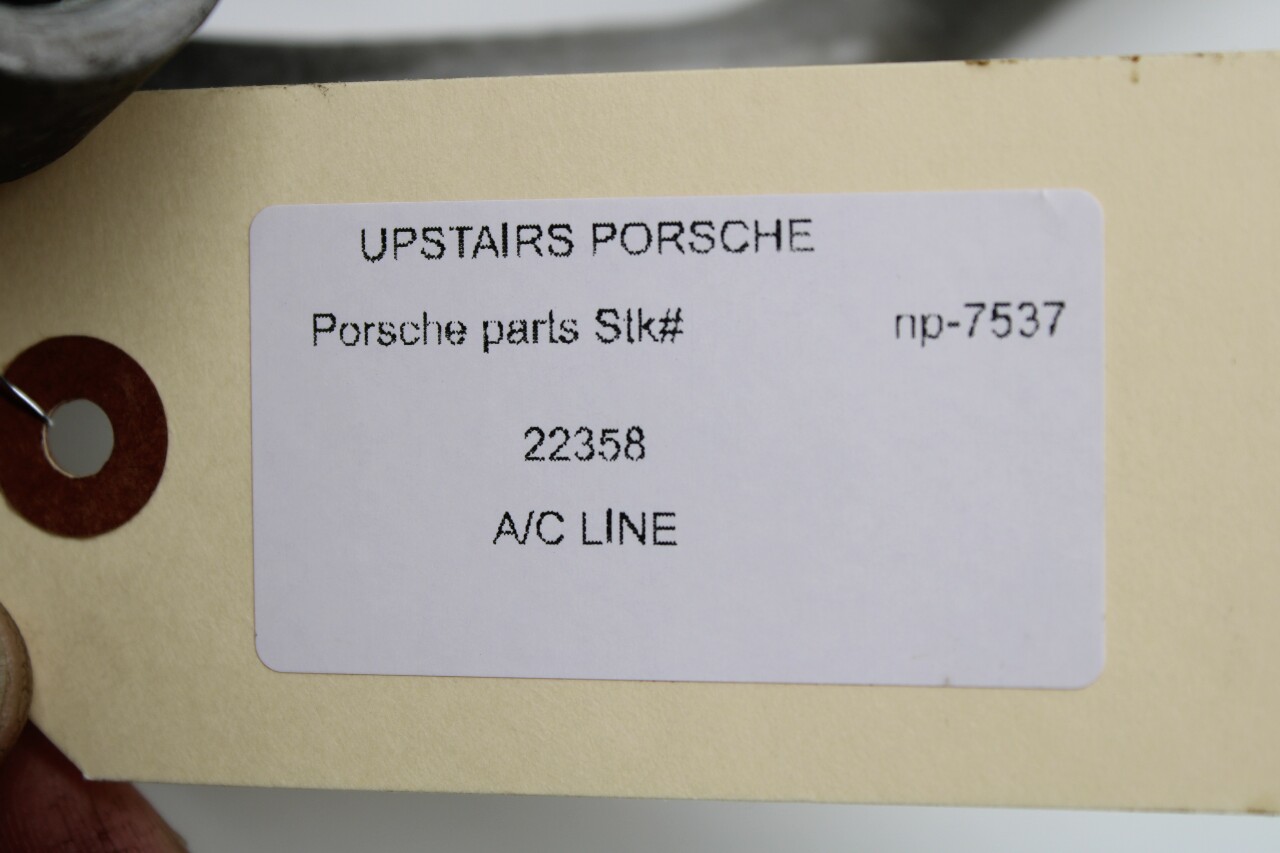 UPSTAIRS PORSCHE
Porsche parts Stk# np-7537
22358
A/C LINE